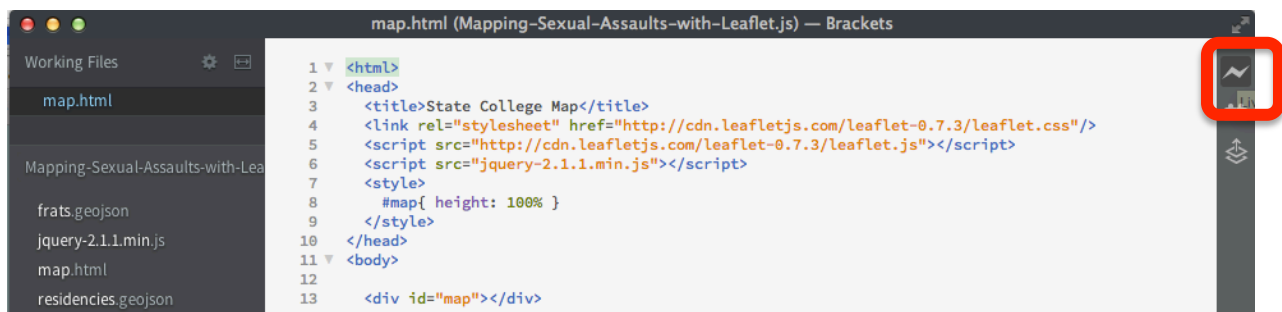 map.html (Mapping-Sexual-Assaults-with-Leaflet.js) — Brackets
Working Files
map.html
Mapping-Sexual-Assaults-with-Lea
frats.geojson
jquery-2.1.1.min.js
map.html
residencies.geojson
1 <html>
2 <head>
3 <title>State College Map</title>
4 <link rel="stylesheet" href="http://cdn.leafletjs.com/leaflet-0.7.3/leaflet.css"/>
5 <script src="http://cdn.leafletjs.com/leaflet-0.7.3/leaflet.js"></script>
6 <script src="jquery-2.1.1.min.js"></script>
7 <style>
8 #map{ height: 100% }
9 </style>
10 </head>
11 <body>
12
13 <div id="map"></div>